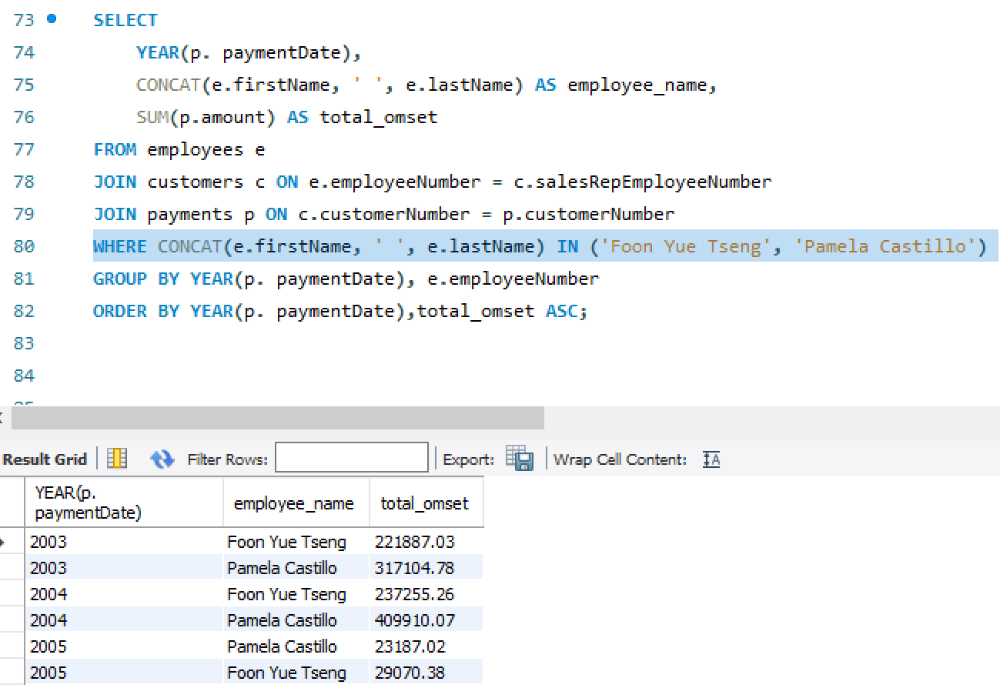 73 SELECT
74 YEAR(p. paymentDate),
75 CONCAT(e.firstName, ' ', e.lastName) AS employee_name,
76 SUM(p.amount) AS total_omset
77 FROM employees e
78 JOIN customers c ON e.employeeNumber = c.salesRepEmployeeNumber
79 JOIN payments p ON c.customerNumber = p.customerNumber
80 WHERE CONCAT(e.firstName, ' ', e.lastName) IN ('Foon Yue Tseng', 'Pamela Castillo')
81 GROUP BY YEAR(p. paymentDate), e.employeeNumber
82 ORDER BY YEAR(p. paymentDate),total_omset ASC;
83
84
Result Grid Filter Rows: Export: Wrap Cell Content: IA
YEAR(p.
paymentDate) employee_name total_omset
2003 Foon Yue Tseng 221887.03
2003 Pamela Castillo 317104.78
2004 Foon Yue Tseng 237255.26
2004 Pamela Castillo 409910.07
2005 Pamela Castillo 23187.02
2005 Foon Yue Tseng 29070.38